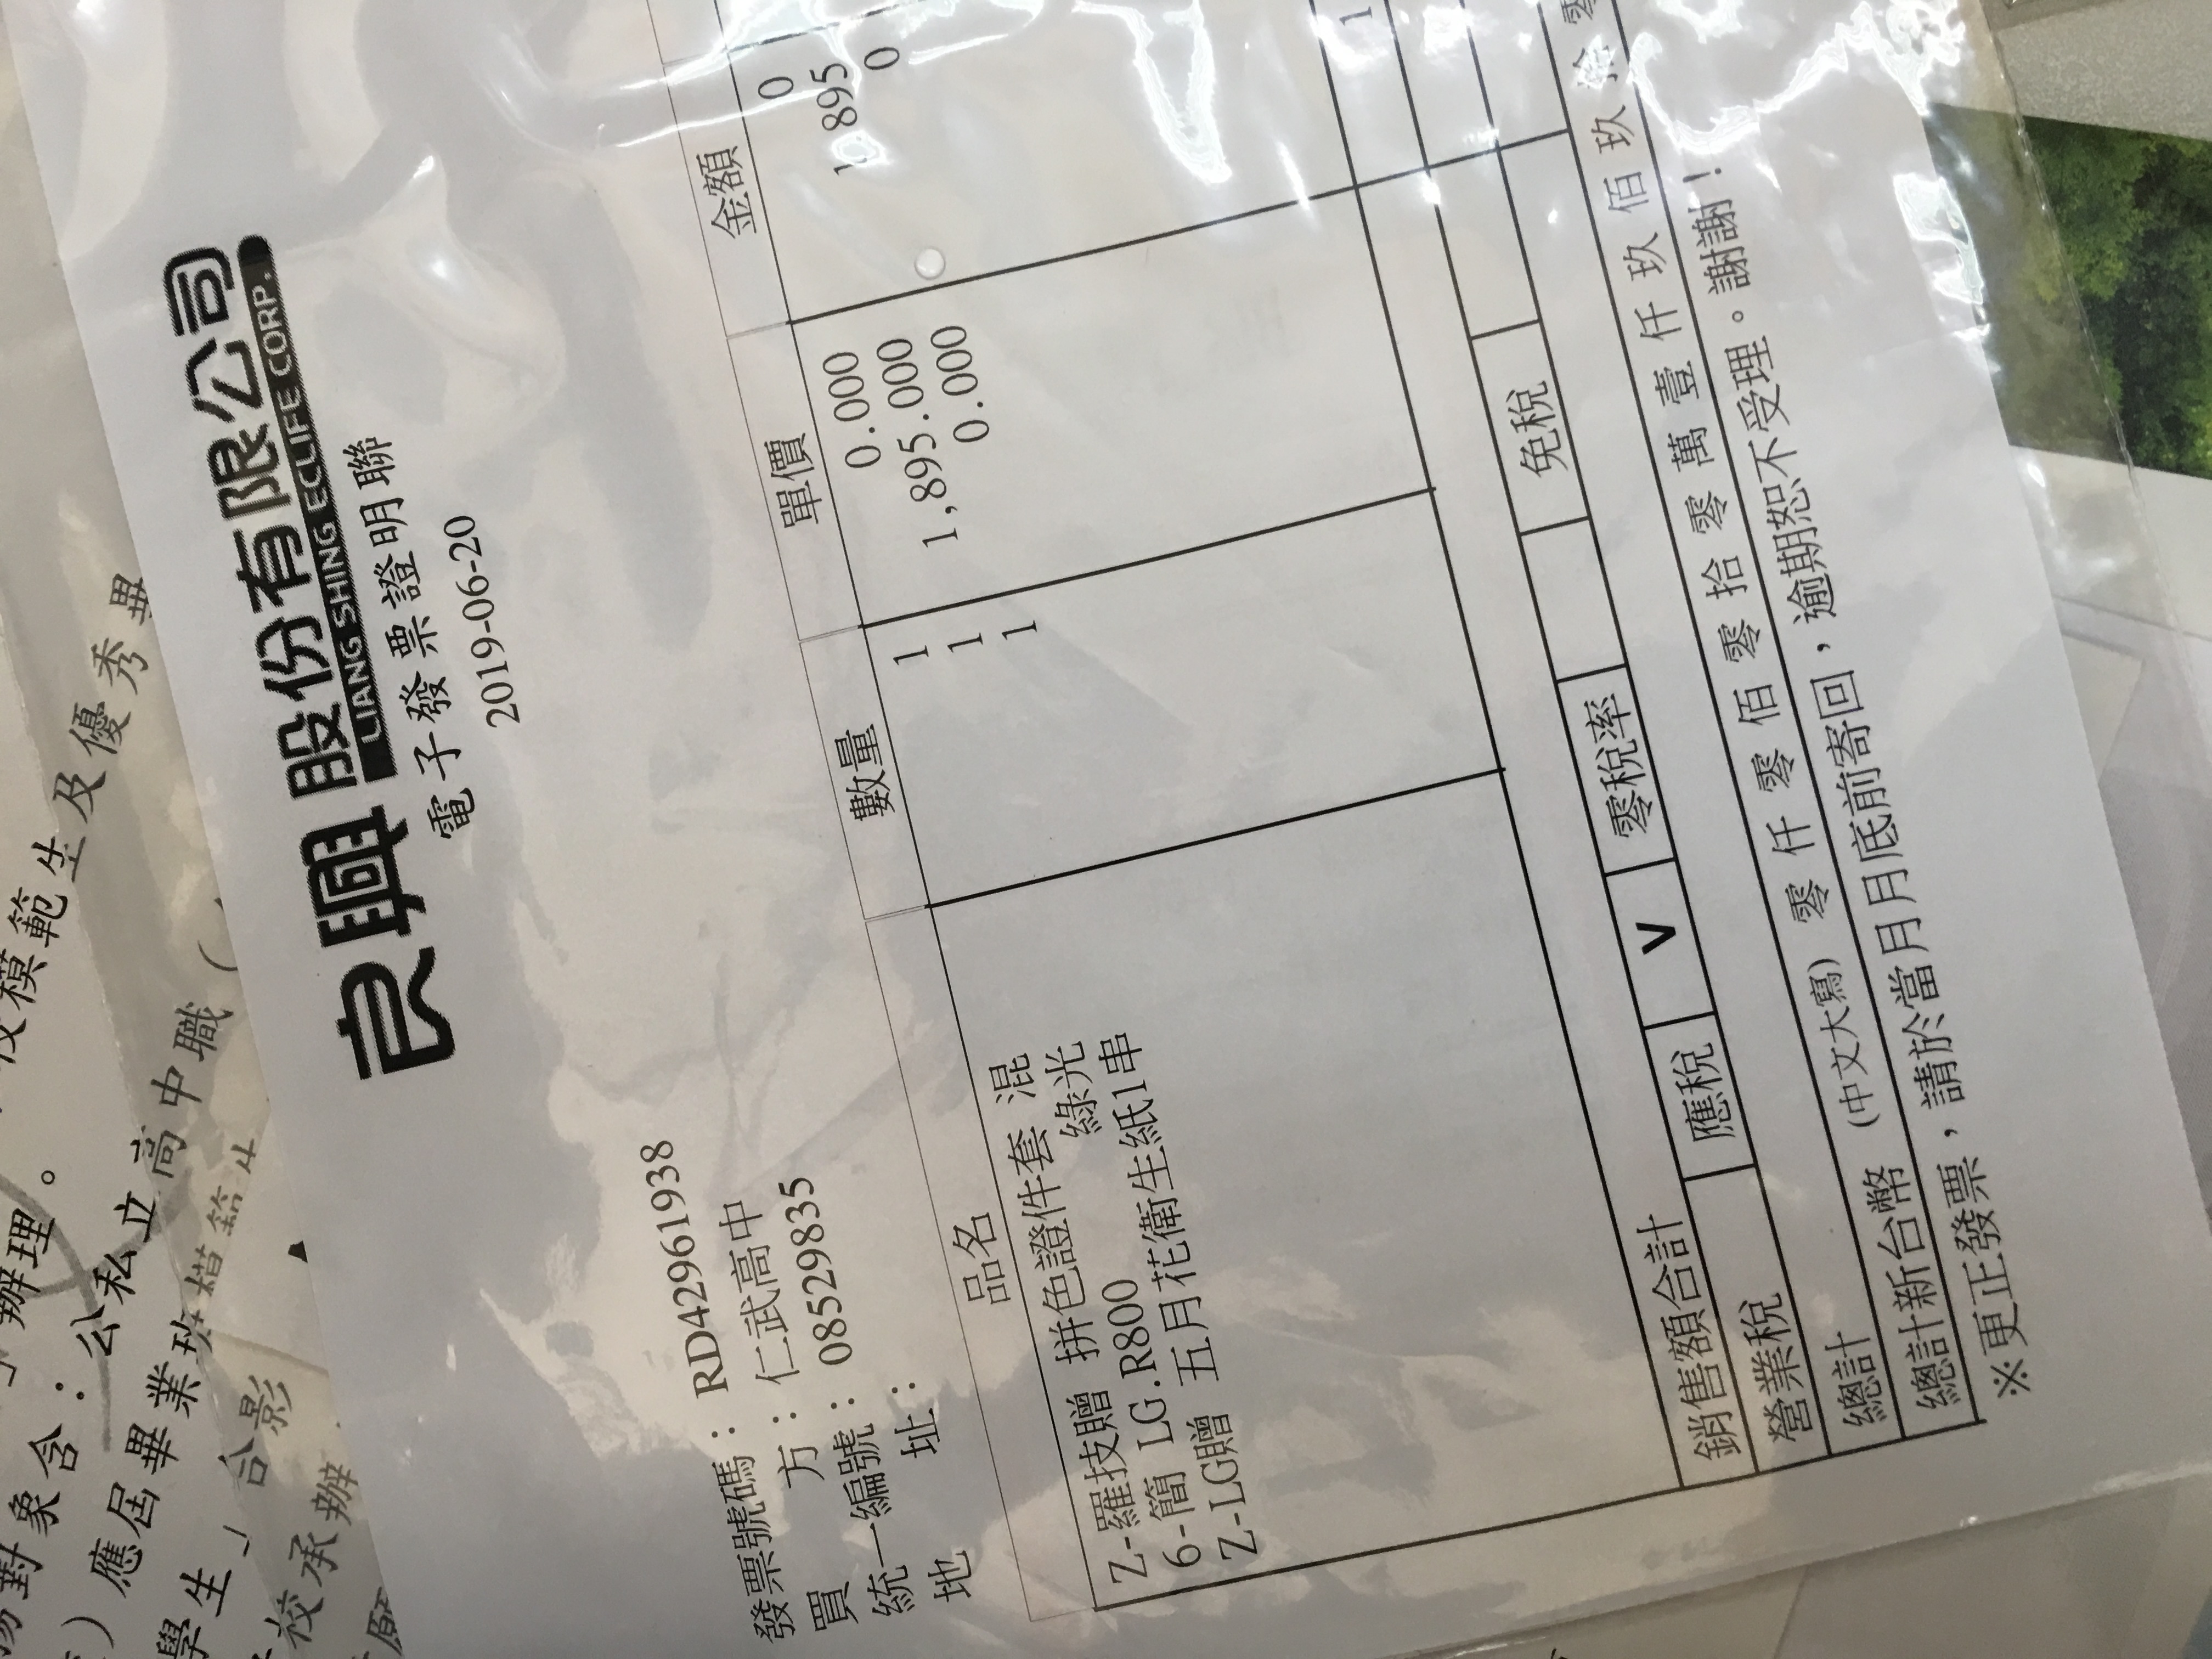 」辦理。
校模範生及優秀畢
揚對象含：公私立高中職（
）應屆畢業班模範生
學生」合影
校承辦
願
良興 股份有限公司
LIANG SHING ECLIFE CORP.
電子發票證明聯
2019-06-20
發票號碼： RD42961938
買 方： 仁武高中
統一編號： 08529835
地 址：
品名 數量 單價 金額
Z-羅技贈 拼色證件套 混 1 0.000 0
6-簡 LG.R800 綠光 1 1,895.000 1,895
Z-LG贈 五月花衛生紙1串 1 0.000 0
銷售額合計 1
營業稅 應稅 V 零稅率 免稅
總計
總計新台幣 (中文大寫) 零 仟 零 佰 零 拾 零 萬 壹 仟 玖 佰 玖 拾 零
※更正發票，請於當月月底前寄回，逾期恕不受理。謝謝！